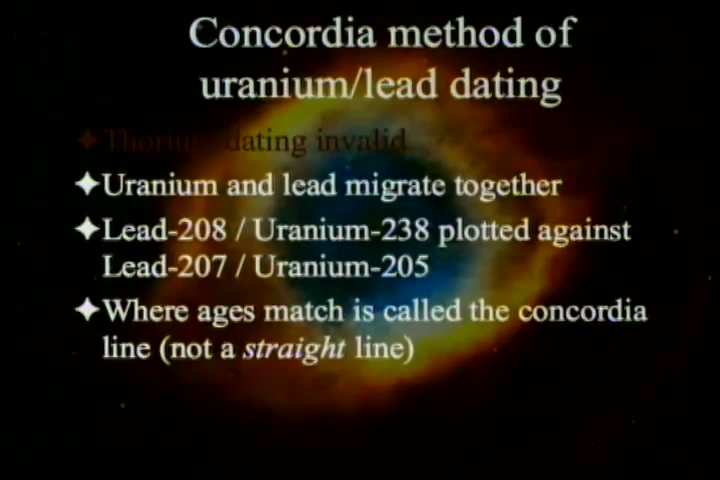 Concordia method of
uranium/lead dating
Thorium dating invalid
Uranium and lead migrate together
Lead-208 / Uranium-238 plotted against
Lead-207 / Uranium-205
Where ages match is called the concordia
line (not a straight line)